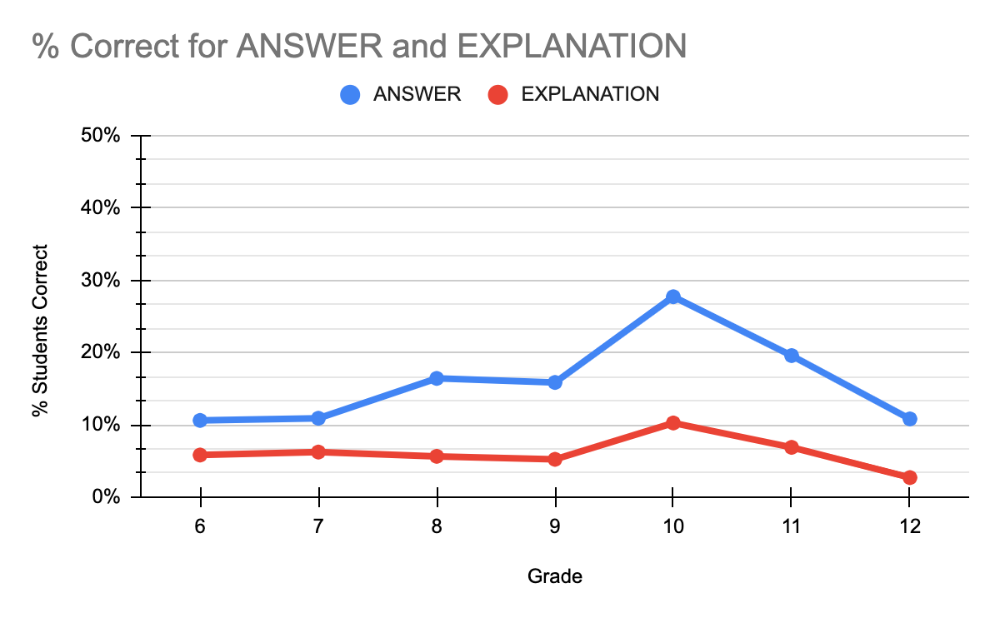 % Correct for ANSWER and EXPLANATION
ANSWER EXPLANATION
50%
40%
30%
20%
10%
0%
% Students Correct
6 7 8 9 10 11 12
Grade